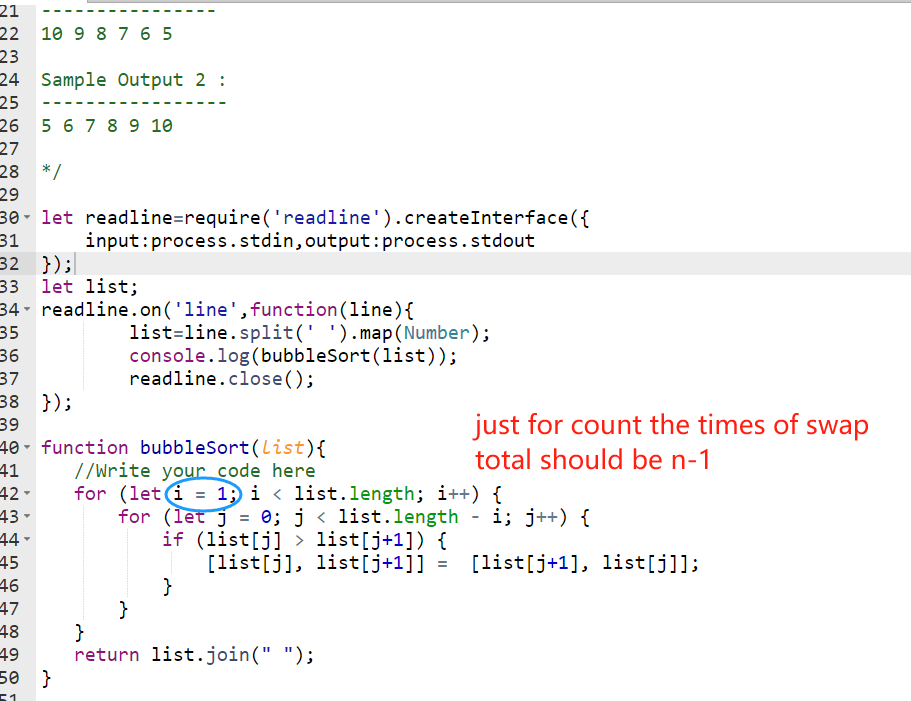 21 ----------------
22 10 9 8 7 6 5
23
24 Sample Output 2 :
25 -----------------
26 5 6 7 8 9 10
27
28 */
29
30 let readline=require('readline').createInterface({
31 input:process.stdin,output:process.stdout
32 });
33 let list;
34 readline.on('line',function(line){
35 list=line.split(' ').map(Number);
36 console.log(bubbleSort(list));
37 readline.close();
38 });
39
just for count the times of swap
total should be n-1
40 function bubbleSort(list){
41 //Write your code here
42 for (let i = 1; i < list.length; i++) {
43 for (let j = 0; j < list.length - i; j++) {
44 if (list[j] > list[j+1]) {
45 [list[j], list[j+1]] = [list[j+1], list[j]];
46 }
47 }
48 }
49 return list.join(" ");
50 }
51